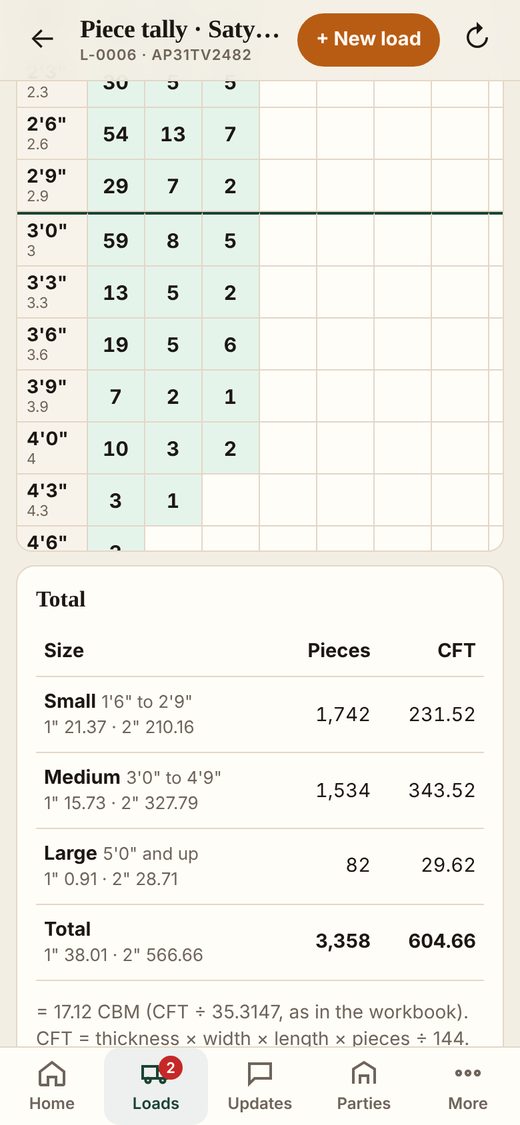 Piece tally · Saty...
L-0006 · AP31TV2482
+ New load
2'3" 30 5 5
2.3
2'6" 54 13 7
2.6
2'9" 29 7 2
2.9
3'0" 59 8 5
3
3'3" 13 5 2
3.3
3'6" 19 5 6
3.6
3'9" 7 2 1
3.9
4'0" 10 3 2
4
4'3" 3 1
4.3
4'6"
Total
Size Pieces CFT
Small 1'6" to 2'9" 1,742 231.52
1" 21.37 · 2" 210.16
Medium 3'0" to 4'9" 1,534 343.52
1" 15.73 · 2" 327.79
Large 5'0" and up 82 29.62
1" 0.91 · 2" 28.71
Total 3,358 604.66
1" 38.01 · 2" 566.66
= 17.12 CBM (CFT ÷ 35.3147, as in the workbook).
CFT = thickness × width × length × pieces ÷ 144.
2
Home Loads Updates Parties More